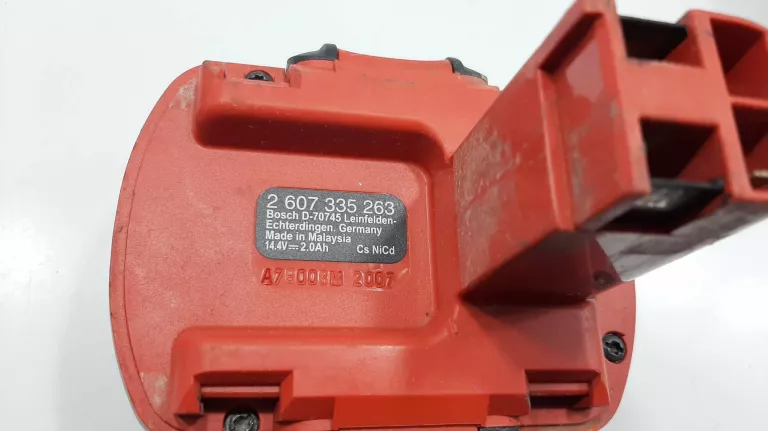 2 607 335 263
Bosch D-70745 Leinfelden-
Echterdingen, Germany
Made in Malaysia
14.4V⎓2.0Ah Cs NiCd
2007